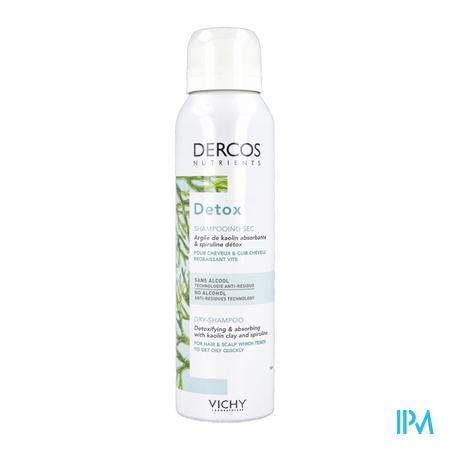 DERCOS
NUTRIENTS
Detox
SHAMPOOING SEC
Argile de kaolin absorbante
& spiruline détox
POUR CHEVEUX & CUIR CHEVELU
REGRAISSANT VITE
SANS ALCOOL
TECHNOLOGIE ANTI-RESIDUS
NO ALCOHOL
ANTI-RESIDUES TECHNOLOGY
DRY-SHAMPOO
Detoxifying & absorbing
with kaolin clay and spiruline
FOR HAIR & SCALP WHICH TENDS
TO GET OILY QUICKLY
VICHY
LABORATOIRES
IPM